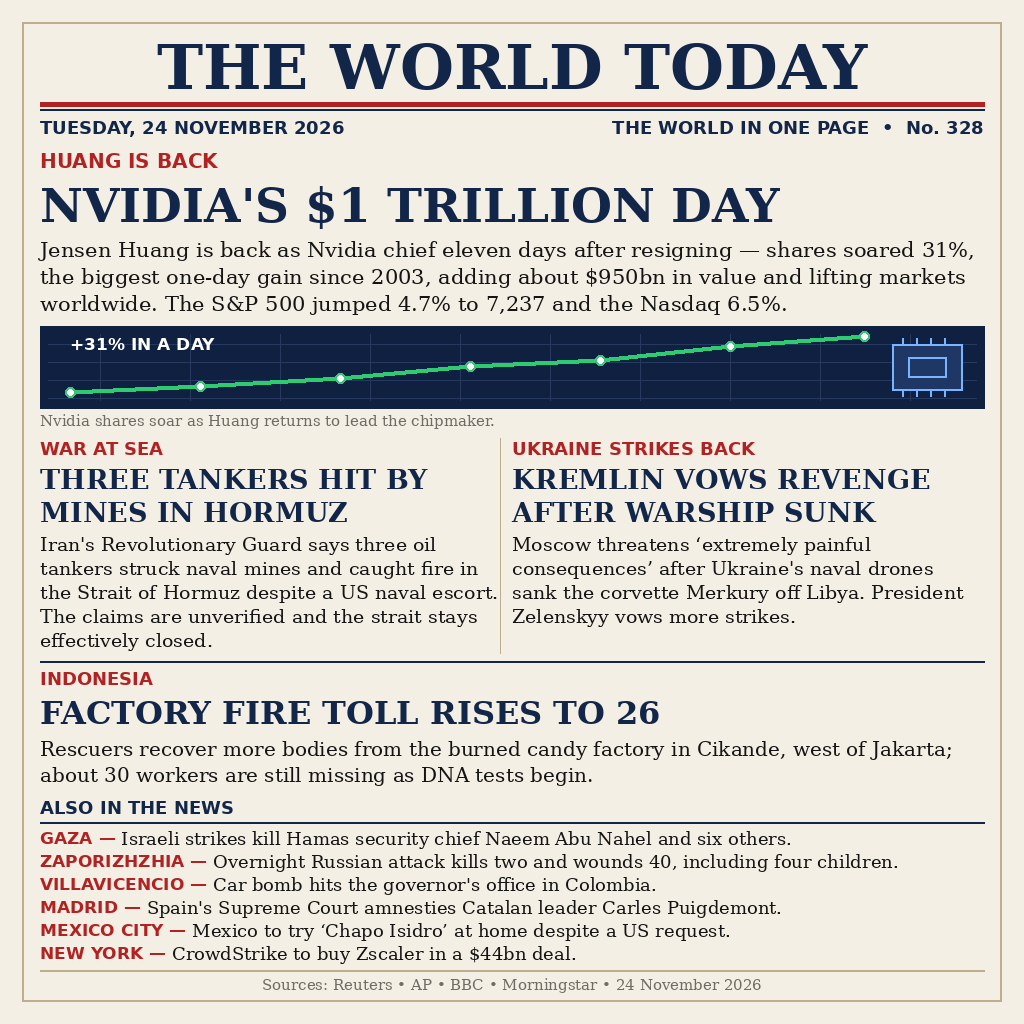 THE WORLD TODAY
TUESDAY, 24 NOVEMBER 2026
THE WORLD IN ONE PAGE • No. 328
HUANG IS BACK
NVIDIA'S $1 TRILLION DAY
Jensen Huang is back as Nvidia chief eleven days after resigning — shares soared 31%,
the biggest one-day gain since 2003, adding about $950bn in value and lifting markets
worldwide. The S&P 500 jumped 4.7% to 7,237 and the Nasdaq 6.5%.
+31% IN A DAY
Nvidia shares soar as Huang returns to lead the chipmaker.
WAR AT SEA
THREE TANKERS HIT BY
MINES IN HORMUZ
Iran's Revolutionary Guard says three oil
tankers struck naval mines and caught fire in
the Strait of Hormuz despite a US naval escort.
The claims are unverified and the strait stays
effectively closed.
UKRAINE STRIKES BACK
KREMLIN VOWS REVENGE
AFTER WARSHIP SUNK
Moscow threatens ‘extremely painful
consequences’ after Ukraine's naval drones
sank the corvette Merkury off Libya. President
Zelenskyy vows more strikes.
INDONESIA
FACTORY FIRE TOLL RISES TO 26
Rescuers recover more bodies from the burned candy factory in Cikande, west of Jakarta;
about 30 workers are still missing as DNA tests begin.
ALSO IN THE NEWS
GAZA — Israeli strikes kill Hamas security chief Naeem Abu Nahel and six others.
ZAPORIZHZHIA — Overnight Russian attack kills two and wounds 40, including four children.
VILLAVICENCIO — Car bomb hits the governor's office in Colombia.
MADRID — Spain's Supreme Court amnesties Catalan leader Carles Puigdemont.
MEXICO CITY — Mexico to try ‘Chapo Isidro’ at home despite a US request.
NEW YORK — CrowdStrike to buy Zscaler in a $44bn deal.
Sources: Reuters • AP • BBC • Morningstar • 24 November 2026